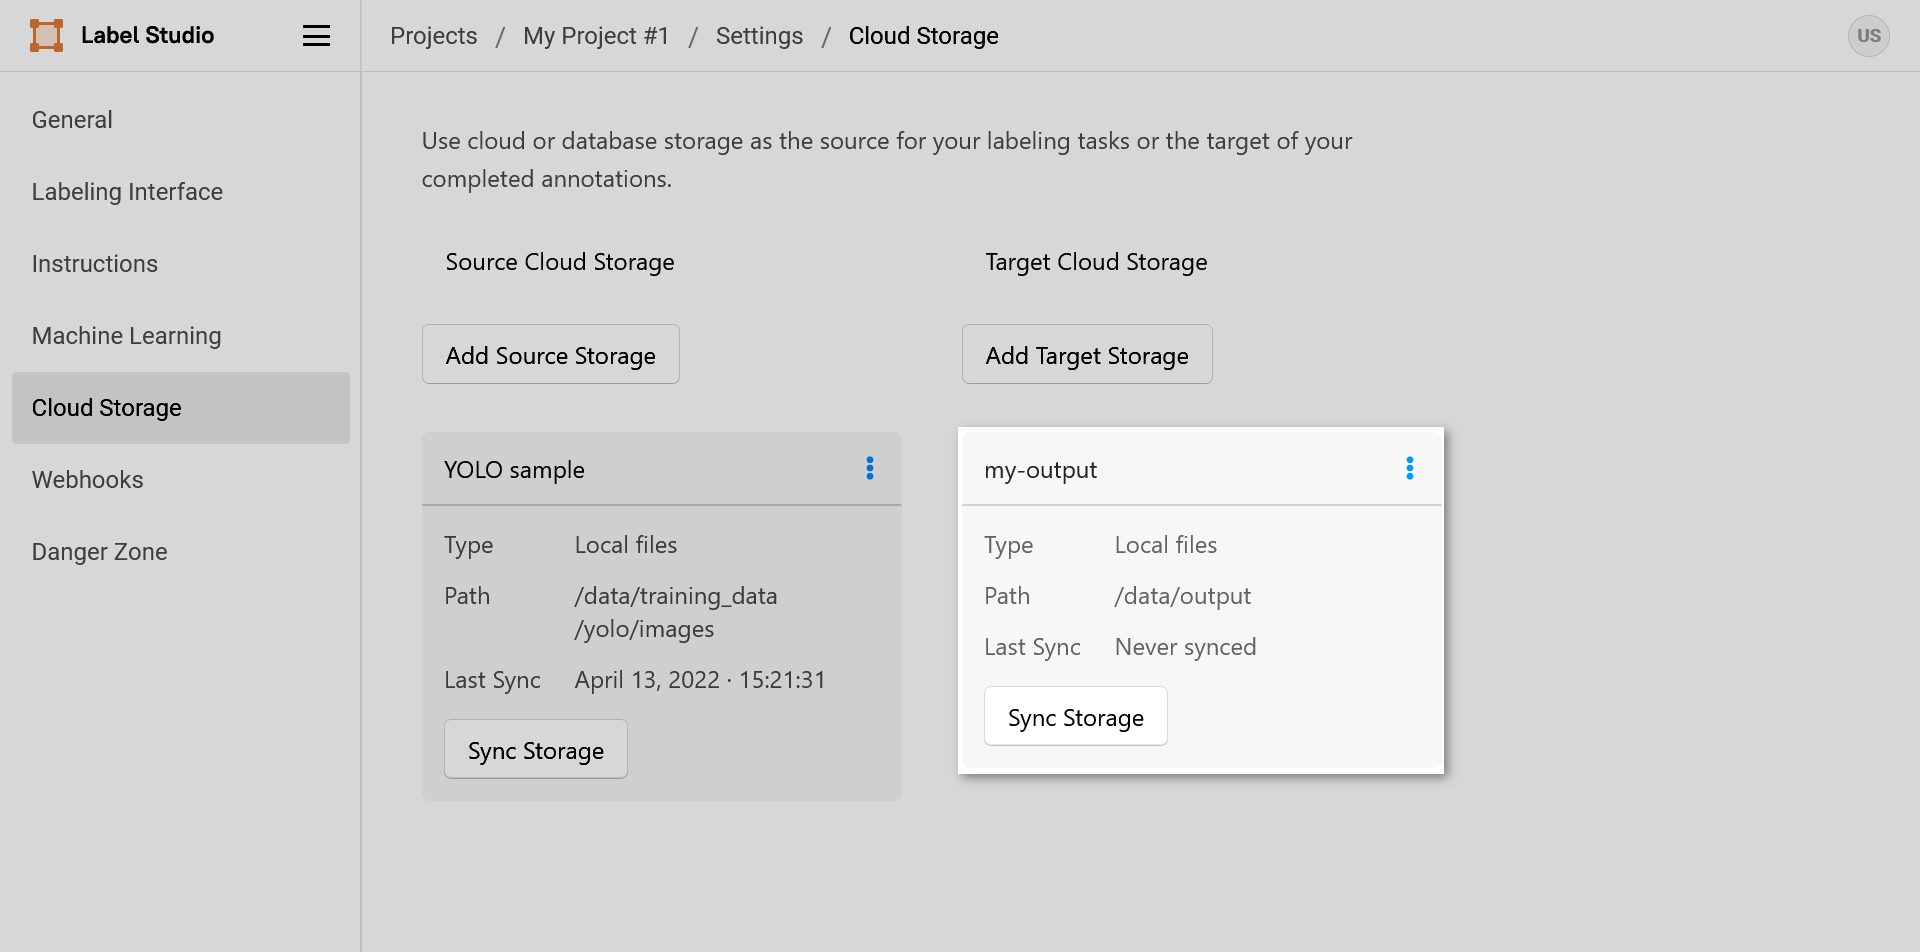 Label Studio
Projects / My Project #1 / Settings / Cloud Storage
US
General
Labeling Interface
Instructions
Machine Learning
Cloud Storage
Webhooks
Danger Zone
Use cloud or database storage as the source for your labeling tasks or the target of your
completed annotations.
Source Cloud Storage
Add Source Storage
YOLO sample
Type Local files
Path /data/training_data
/yolo/images
Last Sync April 13, 2022 · 15:21:31
Sync Storage
Target Cloud Storage
Add Target Storage
my-output
Type Local files
Path /data/output
Last Sync Never synced
Sync Storage